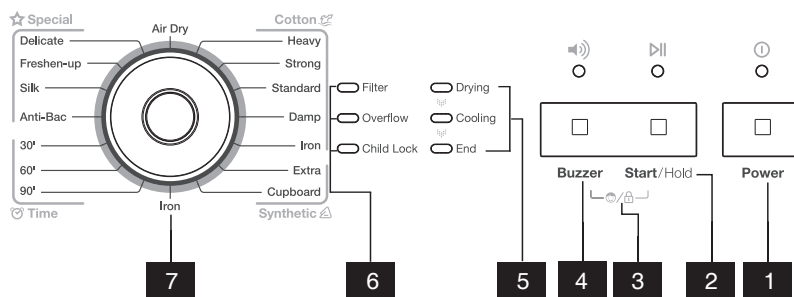 Special
Air Dry
Cotton
Delicate
Freshen-up
Silk
Anti-Bac
30'
60'
90'
Time
Heavy
Strong
Standard
Damp
Iron
Extra
Cupboard
Iron
Synthetic
Filter
Overflow
Child Lock
Drying
Cooling
End
Buzzer
Start/Hold
Power
7
6
5
4
3
2
1